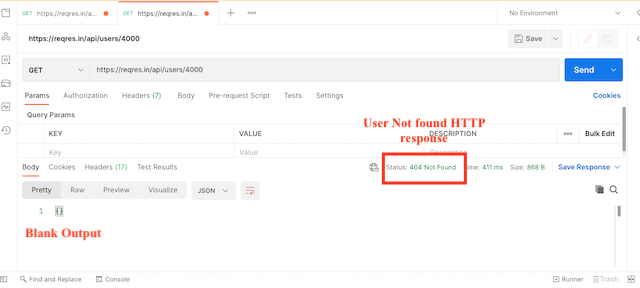 GET https://reqres.in/a... GET https://reqres.in/a... + ••• No Environment
https://reqres.in/api/users/4000 Save
GET https://reqres.in/api/users/4000 Send
Params Authorization Headers (7) Body Pre-request Script Tests Settings Cookies
Query Params
User Not found HTTP
response
KEY VALUE DESCRIPTION ••• Bulk Edit
Key Value Description
Body Cookies Headers (17) Test Results Status: 404 Not Found me: 411 ms Size: 868 B Save Response
Pretty Raw Preview Visualize JSON
1 {}
Blank Output
Find and Replace Console Runner Trash